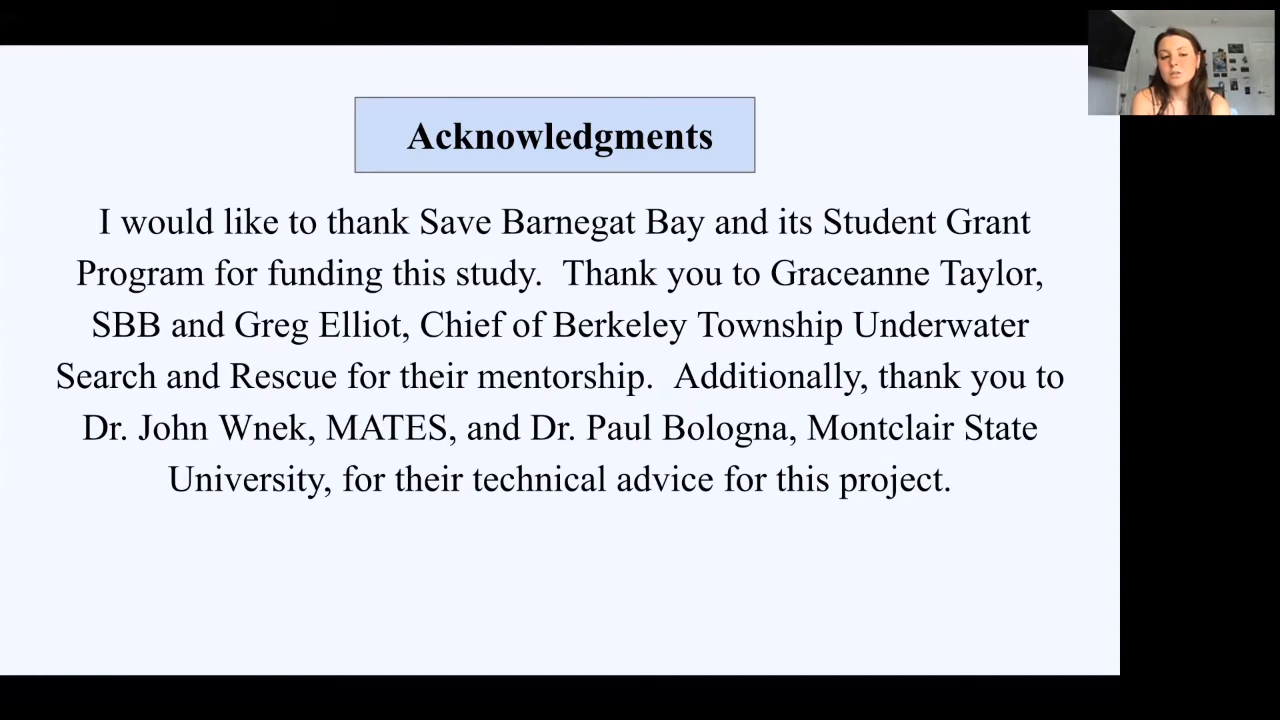 Acknowledgments
I would like to thank Save Barnegat Bay and its Student Grant
Program for funding this study.  Thank you to Graceanne Taylor,
SBB and Greg Elliot, Chief of Berkeley Township Underwater
Search and Rescue for their mentorship.  Additionally, thank you to
Dr. John Wnek, MATES, and Dr. Paul Bologna, Montclair State
University, for their technical advice for this project.